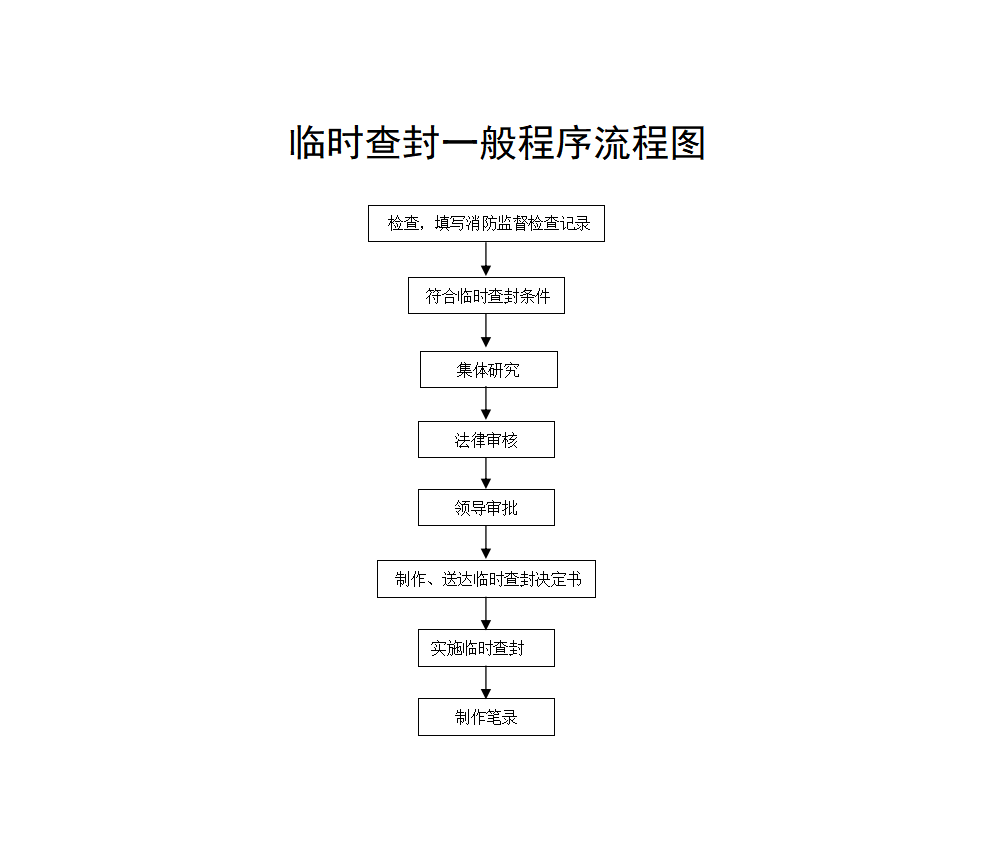 临时查封一般程序流程图
检查，填写消防监督检查记录
符合临时查封条件
集体研究
法律审核
领导审批
制作、送达临时查封决定书
实施临时查封
制作笔录